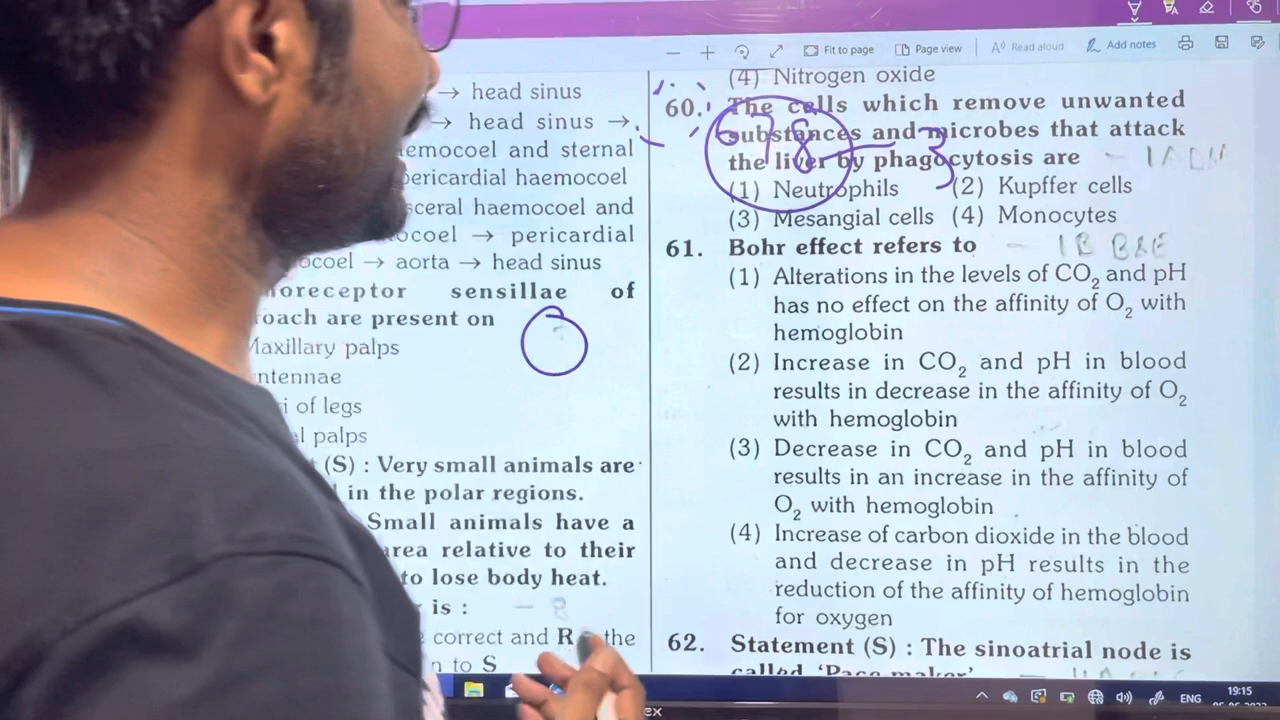 Fit to page Page view Read aloud Add notes
→ head sinus
→ head sinus →
emocoel and sternal
pericardial haemocoel
sceral haemocoel and
ocoel → pericardial
ocoel → aorta → head sinus
noreceptor sensillae of
roach are present on
Maxillary palps
ntennae
i of legs
al palps
(S) : Very small animals are
in the polar regions.
Small animals have a
area relative to their
to lose body heat.
is : - 8
correct and R the
n to S
(4) Nitrogen oxide
60. The cells which remove unwanted
substances and microbes that attack
the liver by phagocytosis are
(1) Neutrophils (2) Kupffer cells
(3) Mesangial cells (4) Monocytes
678 - 3
61. Bohr effect refers to
(1) Alterations in the levels of CO₂ and pH
has no effect on the affinity of O₂ with
hemoglobin
(2) Increase in CO₂ and pH in blood
results in decrease in the affinity of O₂
with hemoglobin
(3) Decrease in CO₂ and pH in blood
results in an increase in the affinity of
O₂ with hemoglobin
(4) Increase of carbon dioxide in the blood
and decrease in pH results in the
reduction of the affinity of hemoglobin
for oxygen
62. Statement (S) : The sinoatrial node is
called 'Pace maker'
ENG 19:15
ex